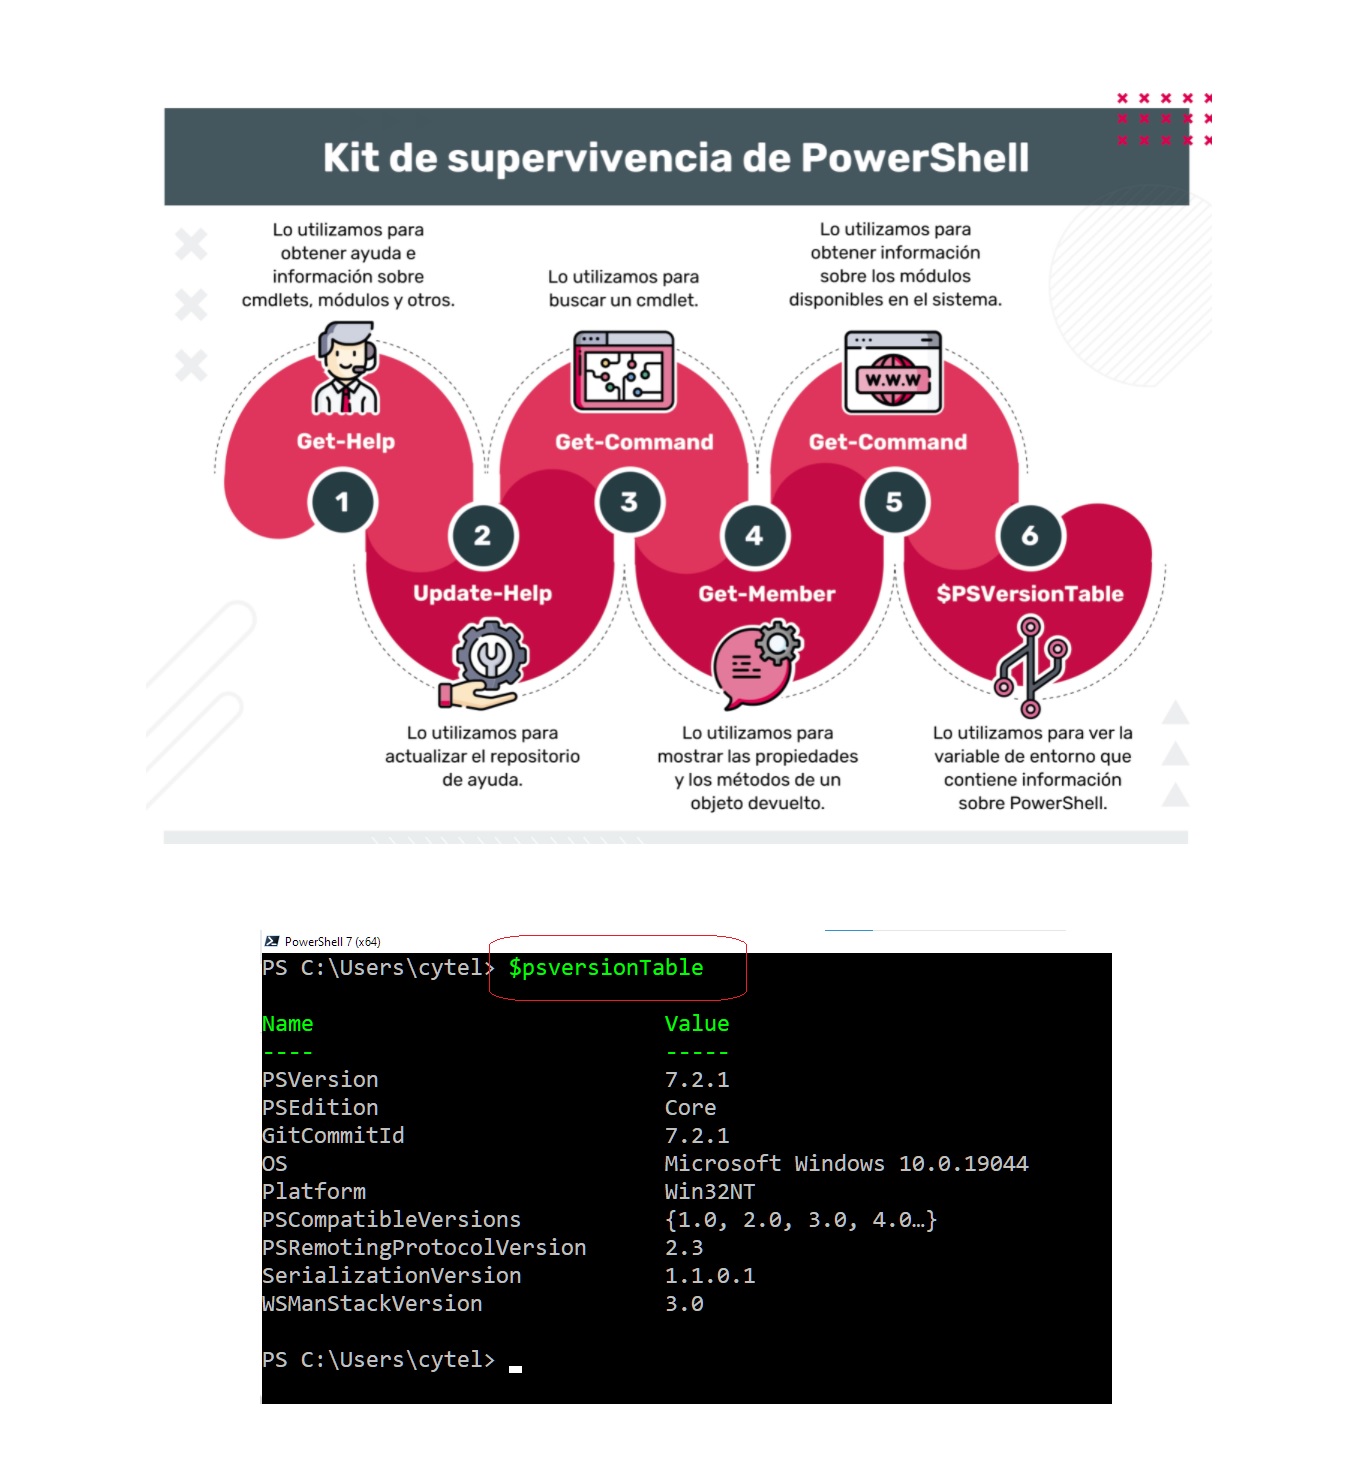 Kit de supervivencia de PowerShell
Lo utilizamos para
obtener ayuda e
información sobre
cmdlets, módulos y otros.
Lo utilizamos para
buscar un cmdlet.
Lo utilizamos para
obtener información
sobre los módulos
disponibles en el sistema.
W.W.W
Get-Help
Get-Command
Get-Command
1
2
3
4
5
6
Update-Help
Get-Member
$PSVersionTable
Lo utilizamos para
actualizar el repositorio
de ayuda.
Lo utilizamos para
mostrar las propiedades
y los métodos de un
objeto devuelto.
Lo utilizamos para ver la
variable de entorno que
contiene información
sobre PowerShell.
PowerShell 7 (x64)
PS C:\Users\cytel> $psversionTable
Name Value
---- -----
PSVersion 7.2.1
PSEdition Core
GitCommitId 7.2.1
OS Microsoft Windows 10.0.19044
Platform Win32NT
PSCompatibleVersions {1.0, 2.0, 3.0, 4.0…}
PSRemotingProtocolVersion 2.3
SerializationVersion 1.1.0.1
WSManStackVersion 3.0
PS C:\Users\cytel>